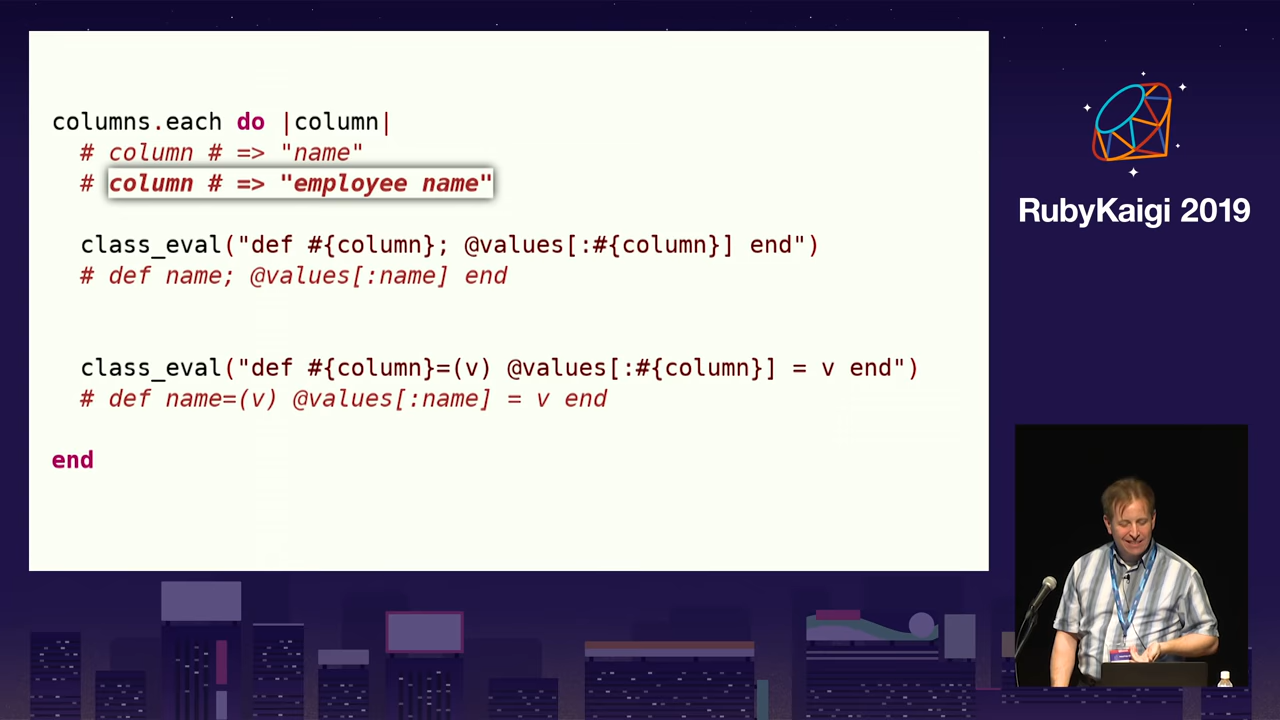 columns.each do |column|
# column # => "name"
# column # => "employee name"
class_eval("def #{column}; @values[:#{column}] end")
# def name; @values[:name] end
class_eval("def #{column}=(v) @values[:#{column}] = v end")
# def name=(v) @values[:name] = v end
end
RubyKaigi 2019